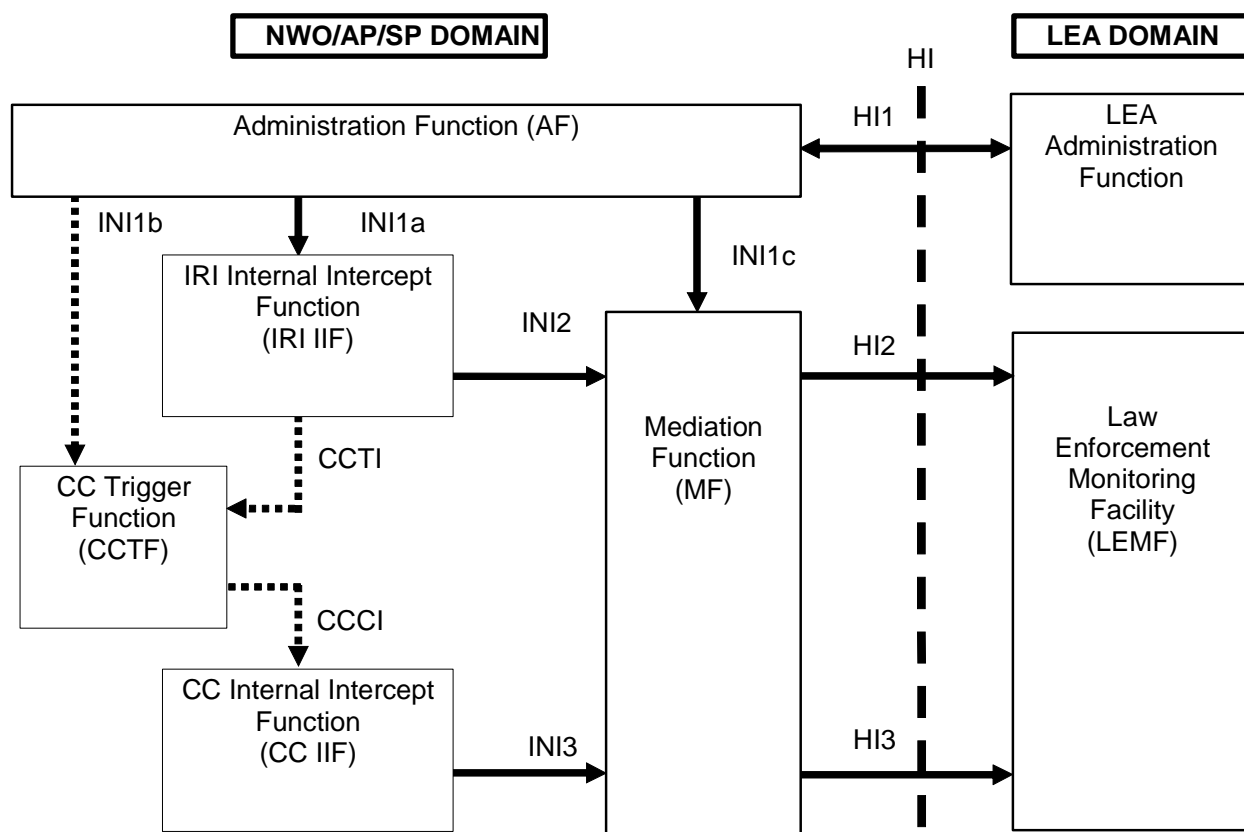 NWO/AP/SP DOMAIN
LEA DOMAIN
HI
Administration Function (AF)
HI1
LEA
Administration
Function
INI1b
INI1a
INI1c
IRI Internal Intercept
Function
(IRI IIF)
INI2
HI2
Mediation
Function
(MF)
Law
Enforcement
Monitoring
Facility
(LEMF)
CCTI
CC Trigger
Function
(CCTF)
CCCI
CC Internal Intercept
Function
(CC IIF)
INI3
HI3